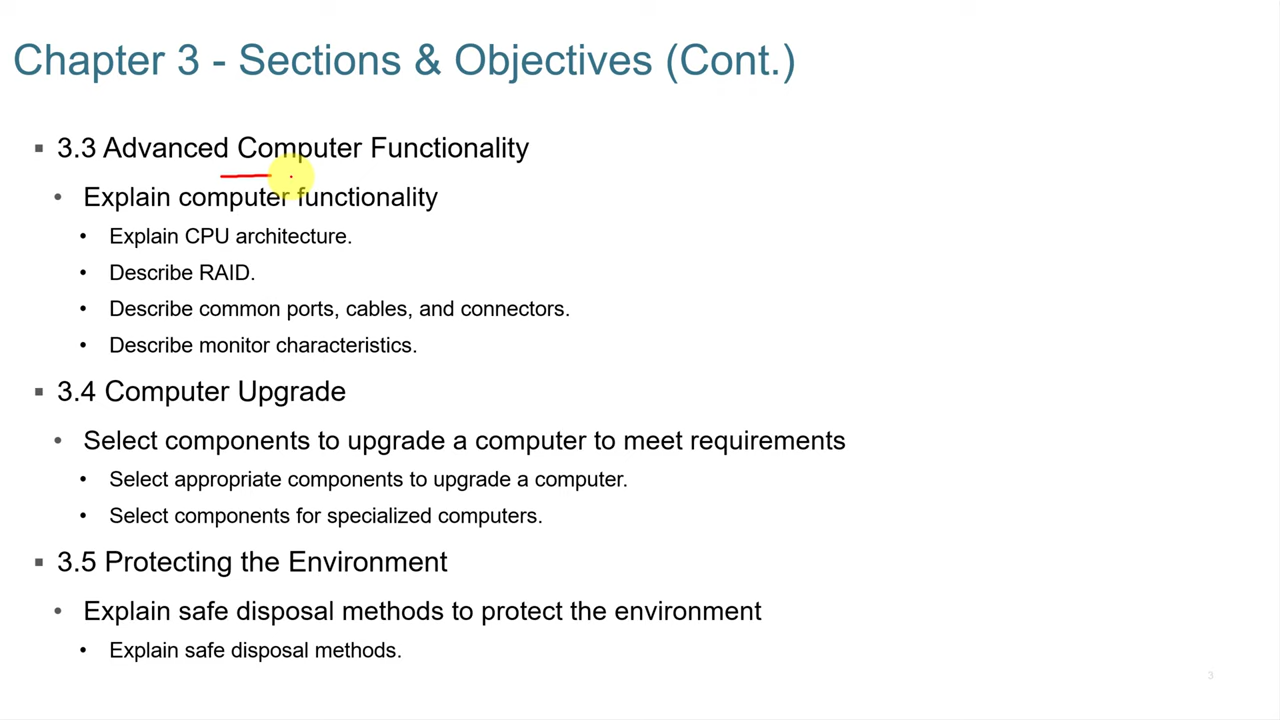 Chapter 3 - Sections & Objectives (Cont.)
▪ 3.3 Advanced Computer Functionality
• Explain computer functionality
• Explain CPU architecture.
• Describe RAID.
• Describe common ports, cables, and connectors.
• Describe monitor characteristics.
▪ 3.4 Computer Upgrade
• Select components to upgrade a computer to meet requirements
• Select appropriate components to upgrade a computer.
• Select components for specialized computers.
▪ 3.5 Protecting the Environment
• Explain safe disposal methods to protect the environment
• Explain safe disposal methods.
3